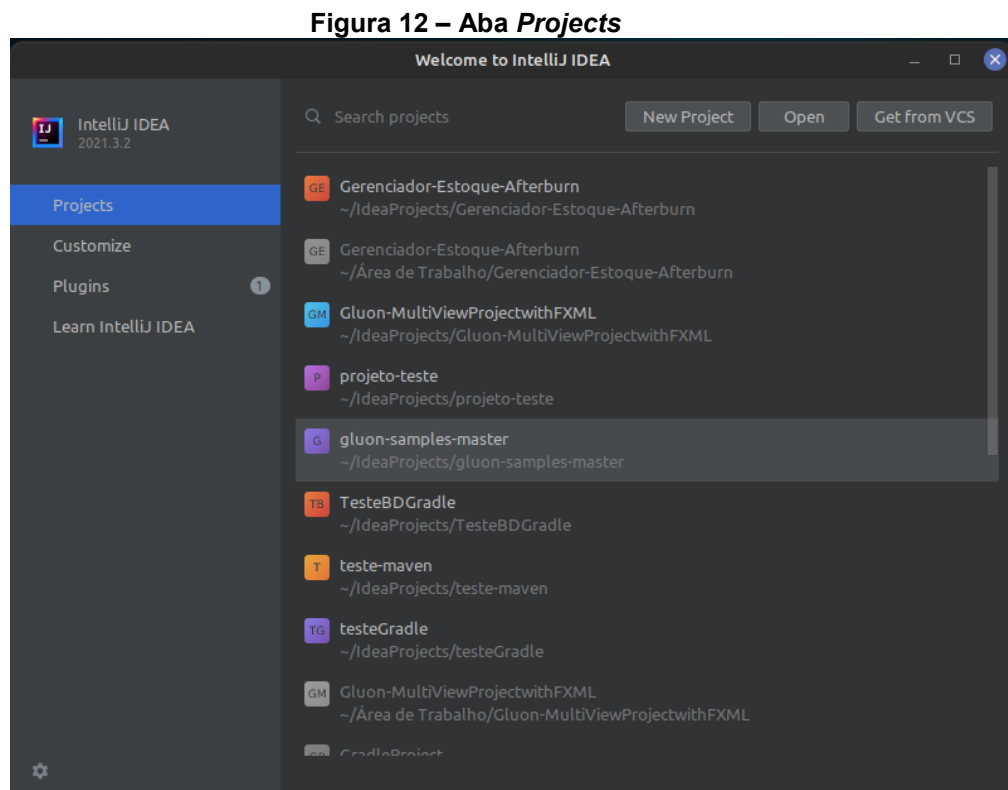 Figura 12 – Aba Projects
Welcome to IntelliJ IDEA
IJ
IntelliJ IDEA
2021.3.2
Projects
Customize
Plugins
1
Learn IntelliJ IDEA
Search projects
New Project
Open
Get from VCS
GE
Gerenciador-Estoque-Afterburn
~/IdeaProjects/Gerenciador-Estoque-Afterburn
GE
Gerenciador-Estoque-Afterburn
~/Área de Trabalho/Gerenciador-Estoque-Afterburn
GM
Gluon-MultiViewProjectwithFXML
~/IdeaProjects/Gluon-MultiViewProjectwithFXML
P
projeto-teste
~/IdeaProjects/projeto-teste
G
gluon-samples-master
~/IdeaProjects/gluon-samples-master
TB
TesteBDGradle
~/IdeaProjects/TesteBDGradle
T
teste-maven
~/IdeaProjects/teste-maven
TG
testeGradle
~/IdeaProjects/testeGradle
GM
Gluon-MultiViewProjectwithFXML
~/Área de Trabalho/Gluon-MultiViewProjectwithFXML
GradleProject